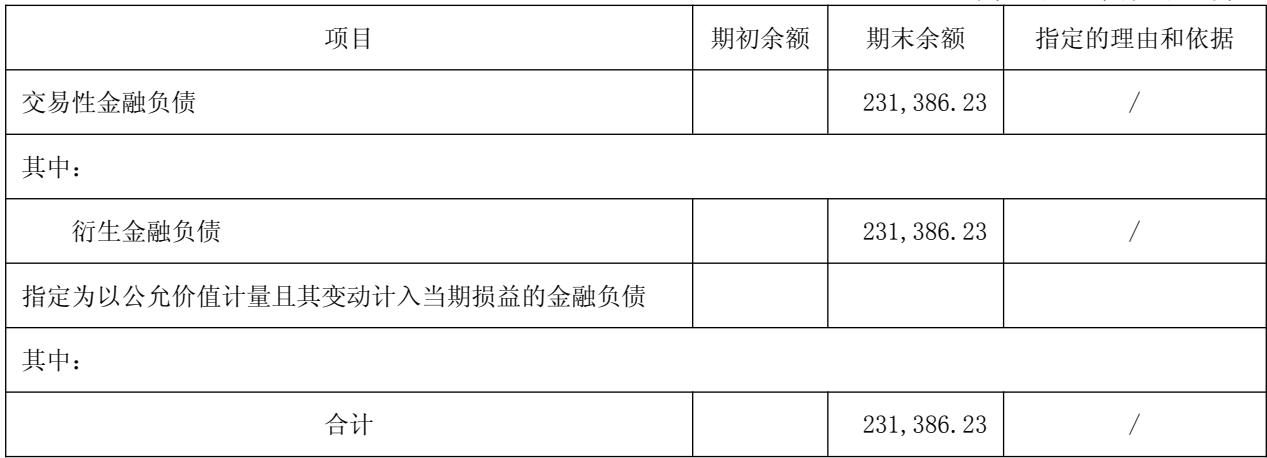 项目 期初余额 期末余额 指定的理由和依据
交易性金融负债 231,386.23 /
其中：
衍生金融负债 231,386.23 /
指定为以公允价值计量且其变动计入当期损益的金融负债
其中：
合计 231,386.23 /